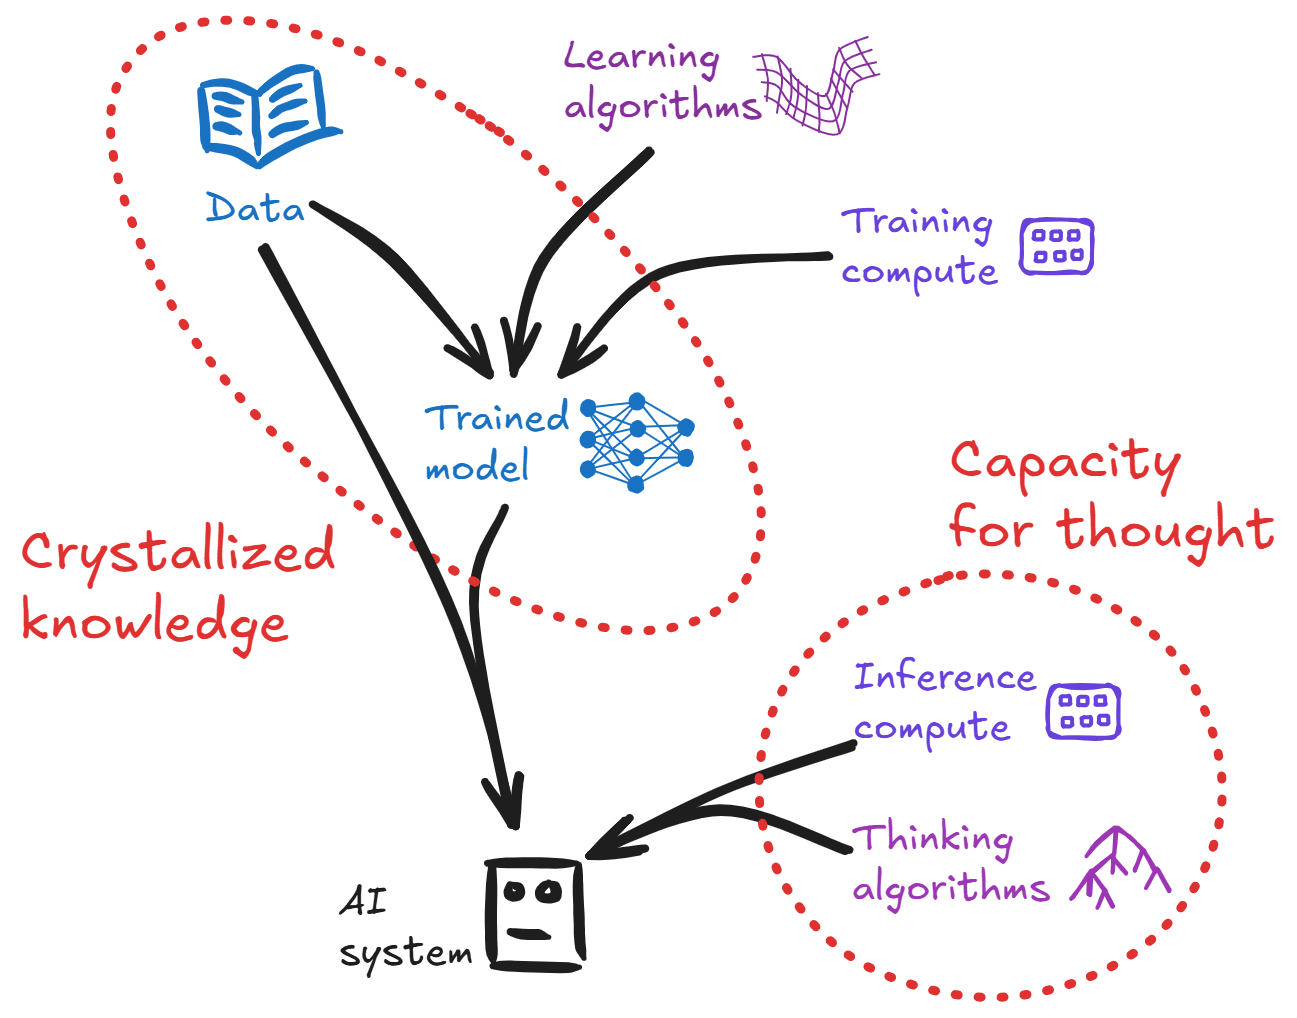 Learning
algorithms
Data
Training
compute
Trained
model
Capacity
for thought
Crystallized
knowledge
Inference
compute
Thinking
algorithms
AI
system